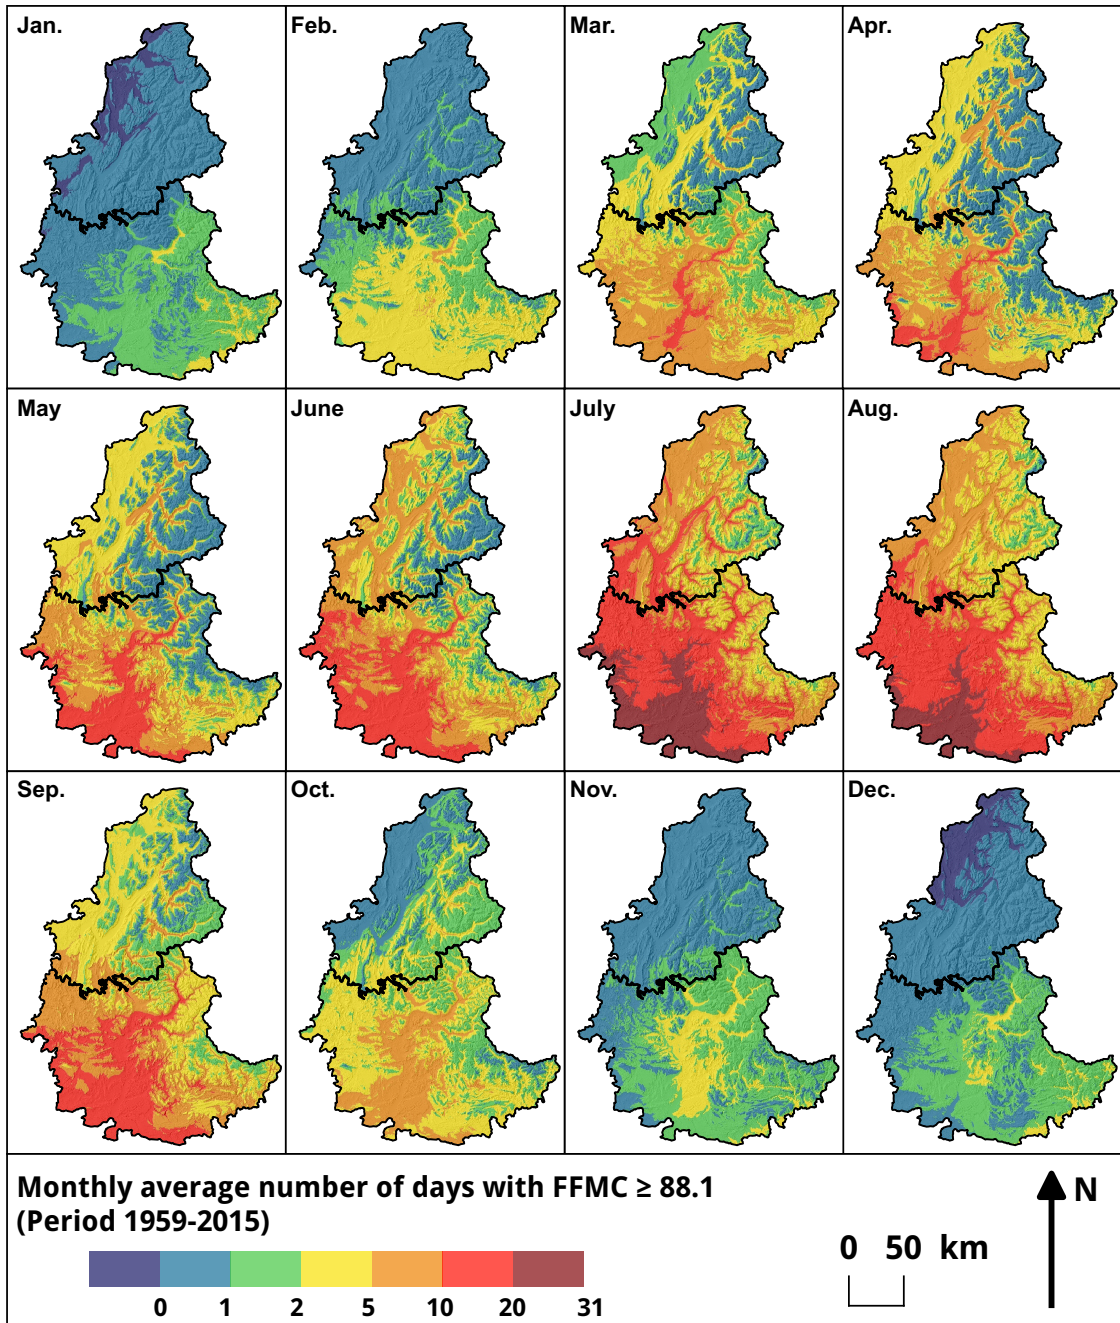 Jan.
Feb.
Mar.
Apr.
May
June
July
Aug.
Sep.
Oct.
Nov.
Dec.
Monthly average number of days with FFMC ≥ 88.1
(Period 1959-2015)
0 1 2 5 10 20 31
0 50 km
N